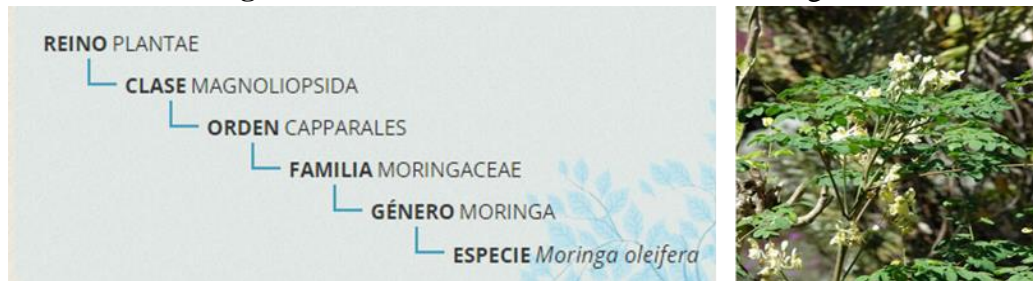 REINO PLANTAE
CLASE MAGNOLIOPSIDA
ORDEN CAPPARALES
FAMILIA MORINGACEAE
GÉNERO MORINGA
ESPECIE Moringa oleifera